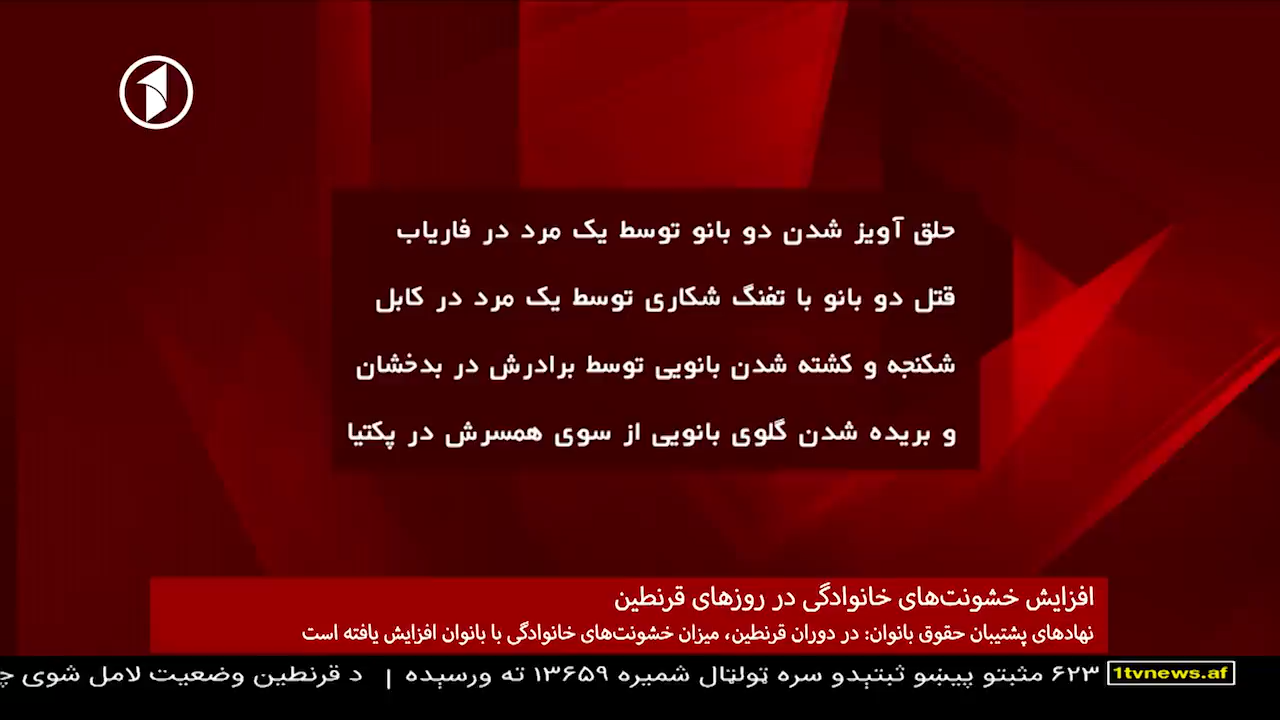 حلق آویز شدن دو بانو توسط یک مرد در فاریاب
قتل دو بانو با تفنگ شکاری توسط یک مرد در کابل
شکنجه و کشته شدن بانویی توسط برادرش در بدخشان
و بریده شدن گلوی بانویی از سوی همسرش در پکتیا
افزایش خشونت‌های خانوادگی در روزهای قرنطین
نهادهای پشتیبان حقوق بانوان: در دوران قرنطین، میزان خشونت‌های خانوادگی با بانوان افزایش یافته است
1tvnews.af ۶۲۳ مثبتو پیښو ثبتېدو سره ټولټال شمیره ۱۳۶۵۹ ته ورسېده | د قرنطین وضعیت لامل شوی